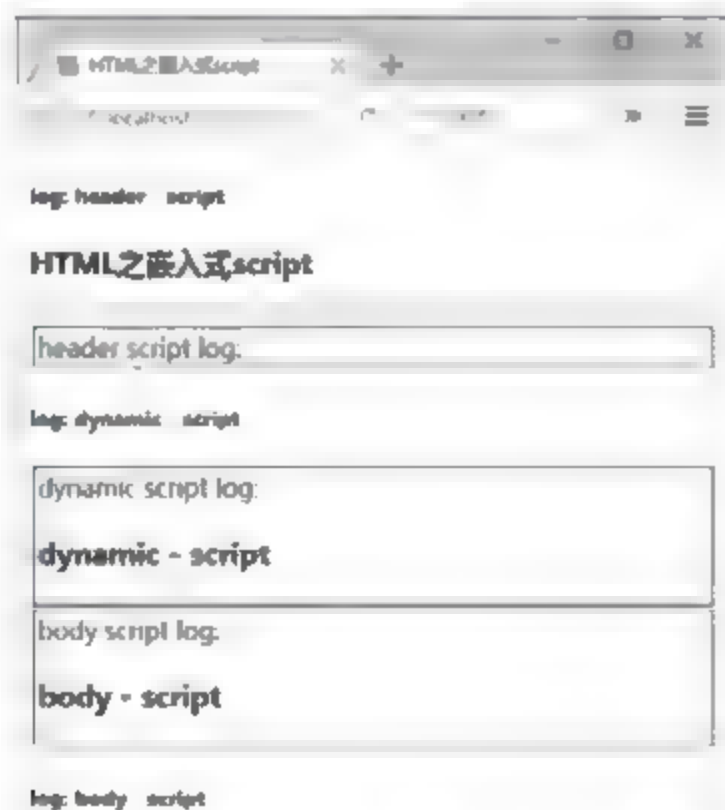 HTML之嵌入式script
localhost
log: header script
HTML之嵌入式script
header script log:
log: dynamic script
dynamic script log:
dynamic - script
body script log:
body - script
log: body script